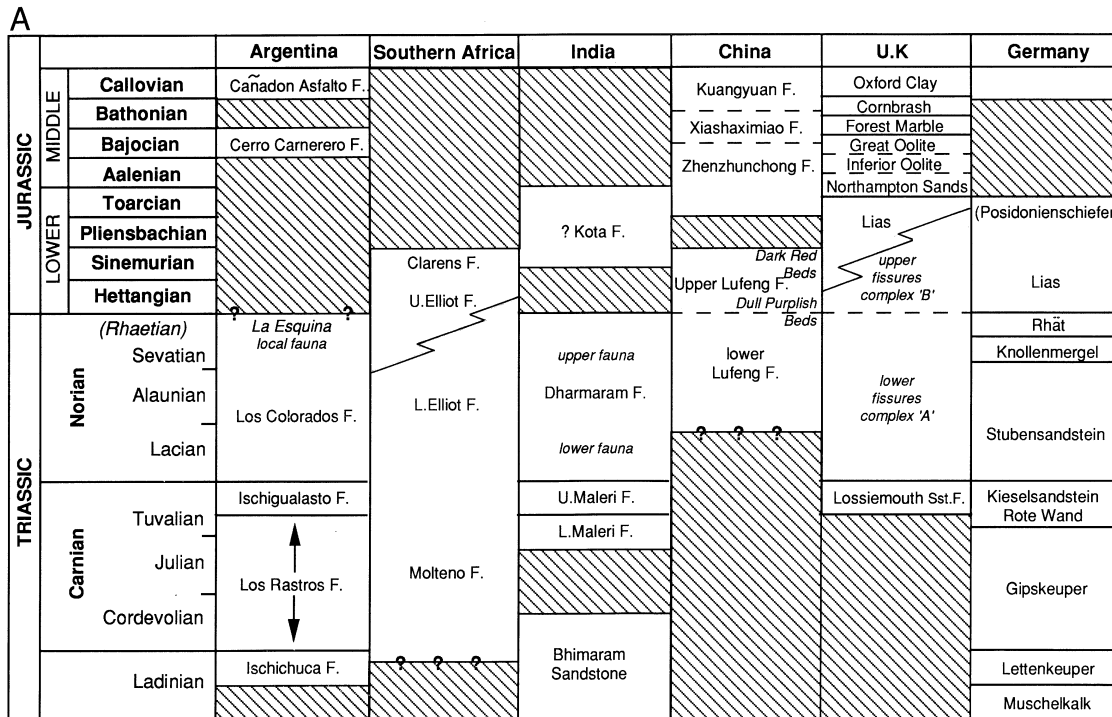 A
Argentina Southern Africa India China U.K Germany
JURASSIC
MIDDLE
LOWER
Callovian
Bathonian
Bajocian
Aalenian
Toarcian
Pliensbachian
Sinemurian
Hettangian
TRIASSIC
Norian
(Rhaetian)
Sevatian
Alaunian
Lacian
Carnian
Tuvalian
Julian
Cordevolian
Ladinian
Cañadon Asfalto F.
Cerro Carnerero F.
? ?
La Esquina
local fauna
Los Colorados F.
Ischigualasto F.
Los Rastros F.
Ischichuca F.
Clarens F.
U.Elliot F.
L.Elliot F.
Molteno F.
? ? ?
? Kota F.
upper fauna
Dharmaram F.
lower fauna
U.Maleri F.
L.Maleri F.
Bhimaram
Sandstone
Kuangyuan F.
Xiashaximiao F.
Zhenzhunchong F.
Dark Red
Beds
Upper Lufeng F.
Dull Purplish
Beds
lower
Lufeng F.
? ? ?
Oxford Clay
Cornbrash
Forest Marble
Great Oolite
Inferior Oolite
Northampton Sands
Lias
upper
fissures
complex 'B'
lower
fissures
complex 'A'
Lossiemouth Sst.F.
(Posidonienschiefer
Lias
Rhät
Knollenmergel
Stubensandstein
Kieselsandstein
Rote Wand
Gipskeuper
Lettenkeuper
Muschelkalk